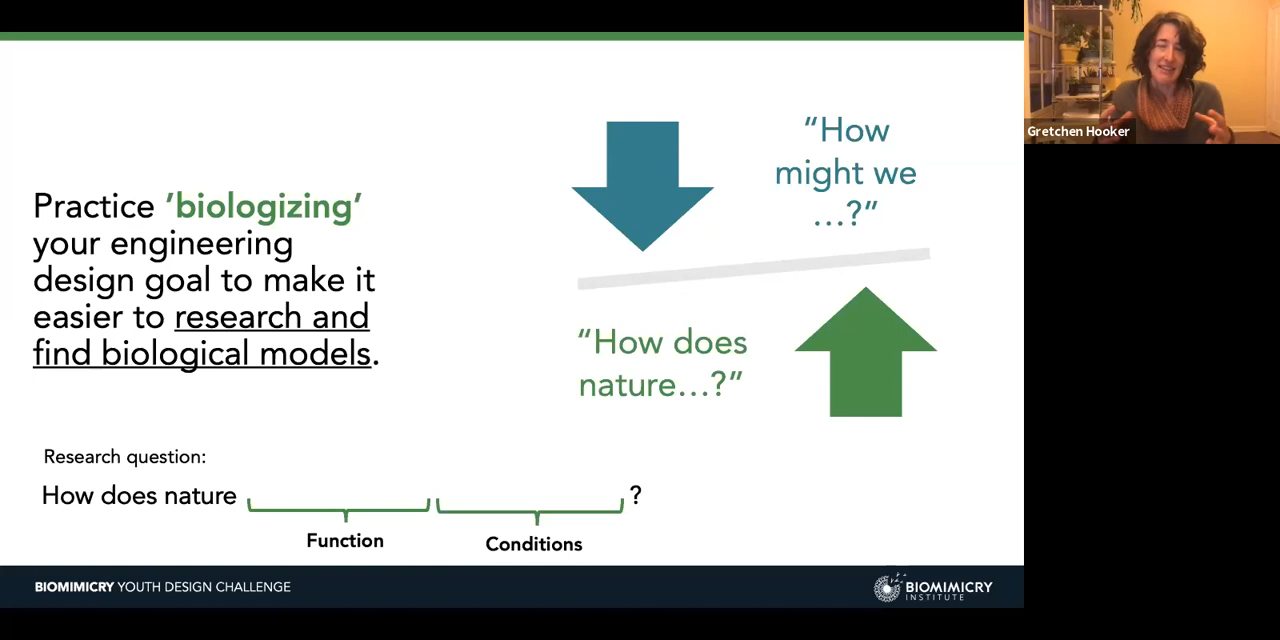 Practice ’biologizing’
your engineering
design goal to make it
easier to research and
find biological models.
“How
might we
…?”
“How does
nature…?”
Research question:
How does nature ?
Function
Conditions
BIOMIMICRY YOUTH DESIGN CHALLENGE
BIOMIMICRY
INSTITUTE
Gretchen Hooker